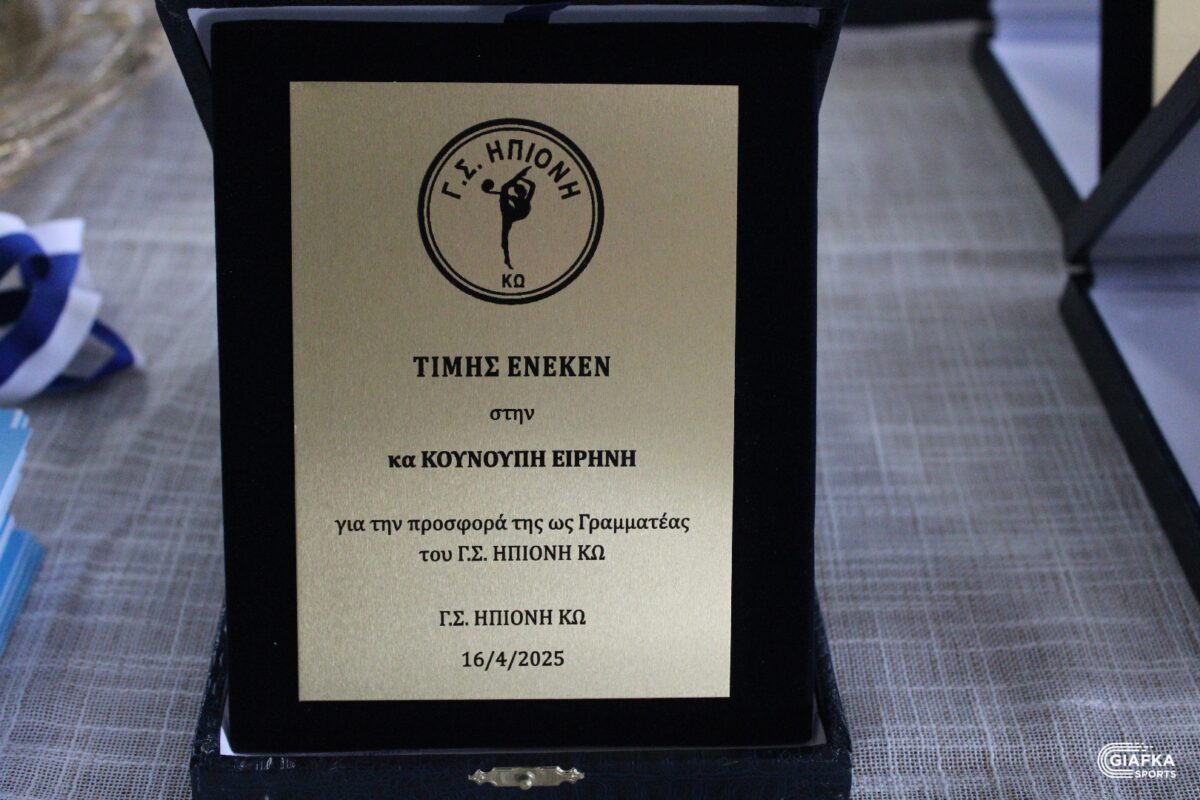 Γ.Σ. ΗΠΙΟΝΗ
ΚΩ
ΤΙΜΗΣ ΕΝΕΚΕΝ
στην
κα ΚΟΥΝΟΥΠΗ ΕΙΡΗΝΗ
για την προσφορά της ως Γραμματέας
του Γ.Σ. ΗΠΙΟΝΗ ΚΩ
Γ.Σ. ΗΠΙΟΝΗ ΚΩ
16/4/2025
GIAFKA
SPORTS